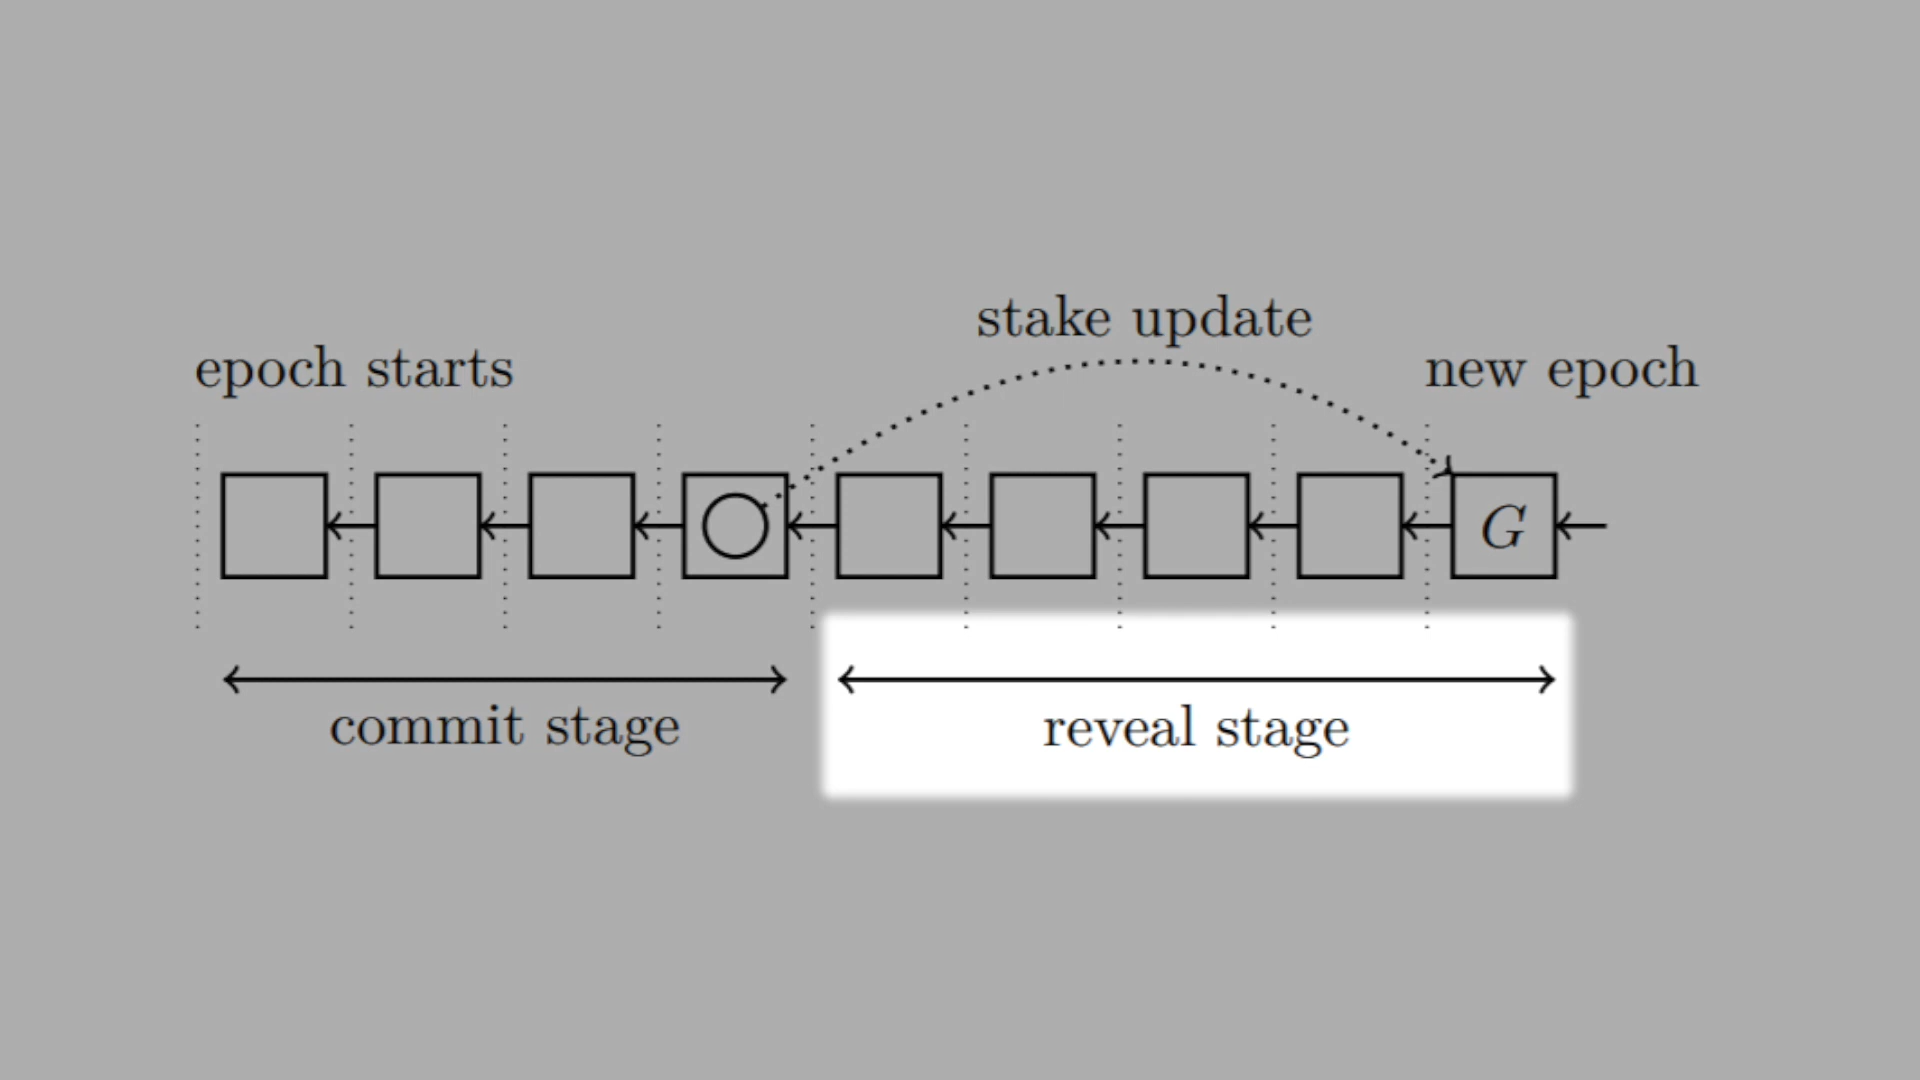 stake update
epoch starts
new epoch
G
commit stage
reveal stage